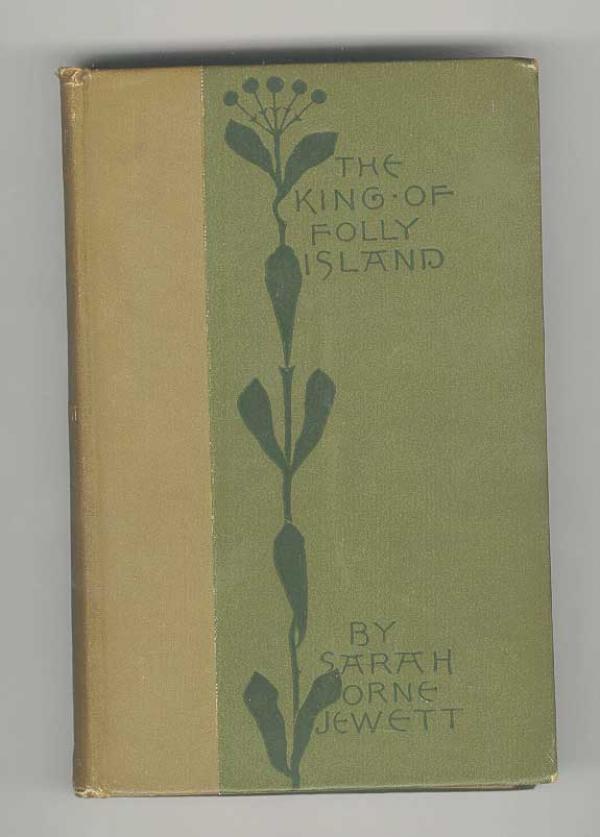 THE
KING·OF
FOLLY
ISLAND
BY
SARAH
ORNE
JEWETT